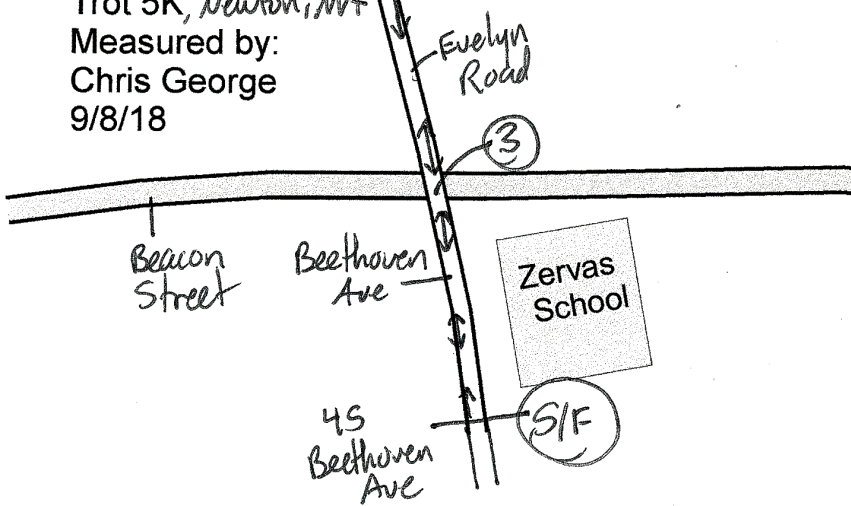 Trot 5K, Newton, MA
Measured by:
Chris George
9/8/18
Evelyn
Road
3
Beacon
Street
Beethoven
Ave
Zervas
School
45
Beethoven
Ave
S/F